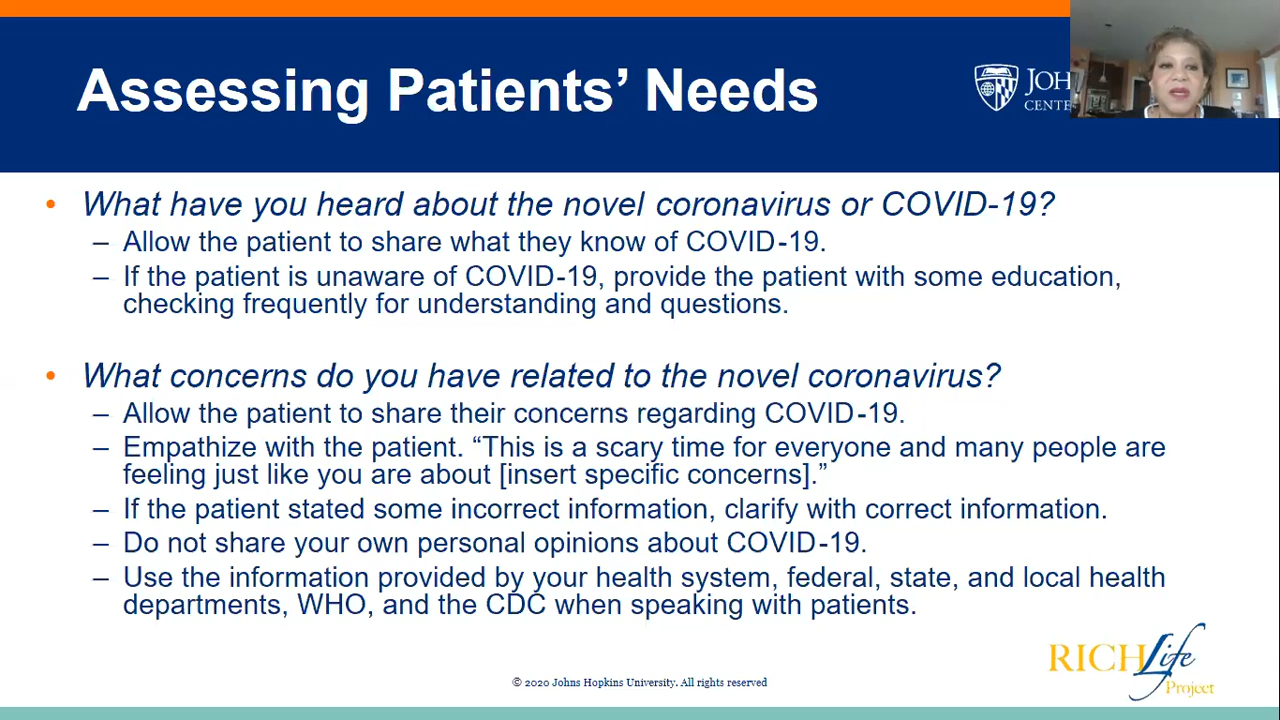 Assessing Patients’ Needs
JOH
CENTE
• What have you heard about the novel coronavirus or COVID-19?
– Allow the patient to share what they know of COVID-19.
– If the patient is unaware of COVID-19, provide the patient with some education,
checking frequently for understanding and questions.
• What concerns do you have related to the novel coronavirus?
– Allow the patient to share their concerns regarding COVID-19.
– Empathize with the patient. “This is a scary time for everyone and many people are
feeling just like you are about [insert specific concerns].”
– If the patient stated some incorrect information, clarify with correct information.
– Do not share your own personal opinions about COVID-19.
– Use the information provided by your health system, federal, state, and local health
departments, WHO, and the CDC when speaking with patients.
RICH Life
Project
© 2020 Johns Hopkins University. All rights reserved